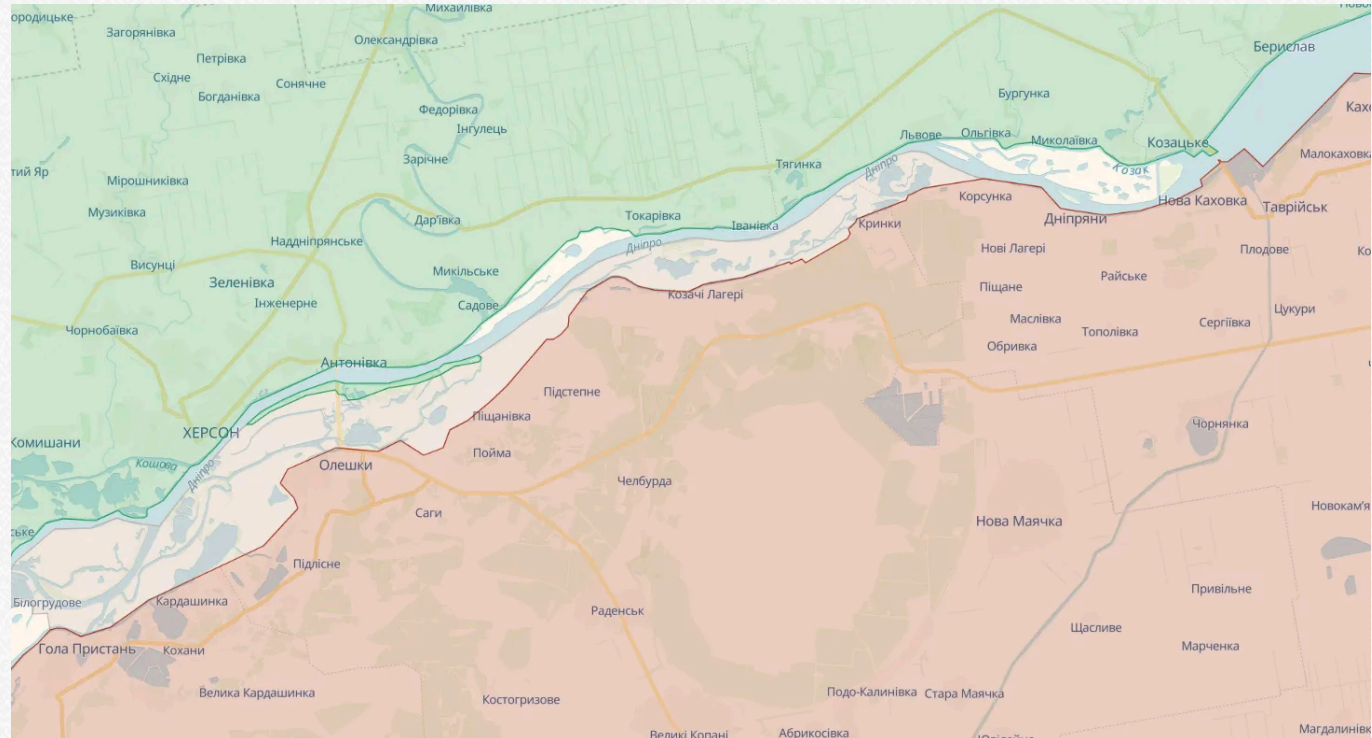 Михайлівка
ородицьке
Загорянівка
Олександрівка
Берислав
Петрівка
Східне
Сонячне
Богданівка
Бургунка
Федорівка
Інгулець
Львове
Ольгівка
Миколаївка
Козацьке
Малокаховка
Зарічне
Тягинка
Дніпро
Козак
тий Яр
Мірошниківка
Корсунка
Нова Каховка
Таврійськ
Музиківка
Дар'ївка
Токарівка
Іванівка
Кринки
Дніпряни
Наддніпрянське
Дніпро
Нові Лагері
Плодове
Висунці
Микільське
Райське
Зеленівка
Піщане
Інженерне
Садове
Козачі Лагері
Цукури
Чорнобаївка
Маслівка
Тополівка
Сергіївка
Обривка
Антонівка
Підстепне
Піщанівка
Чорнянка
ХЕРСОН
Комишани
Пойма
Кошова
Дніпро
Олешки
Челбурда
Новокам'я
Саги
Нова Маячка
ське
Підлісне
Привільне
Білогрудове
Кардашинка
Раденськ
Щасливе
Гола Пристань
Кохани
Марченка
Велика Кардашинка
Костогризове
Подо-Калинівка
Стара Маячка
Великі Копані
Абрикосівка
Магдалинівк